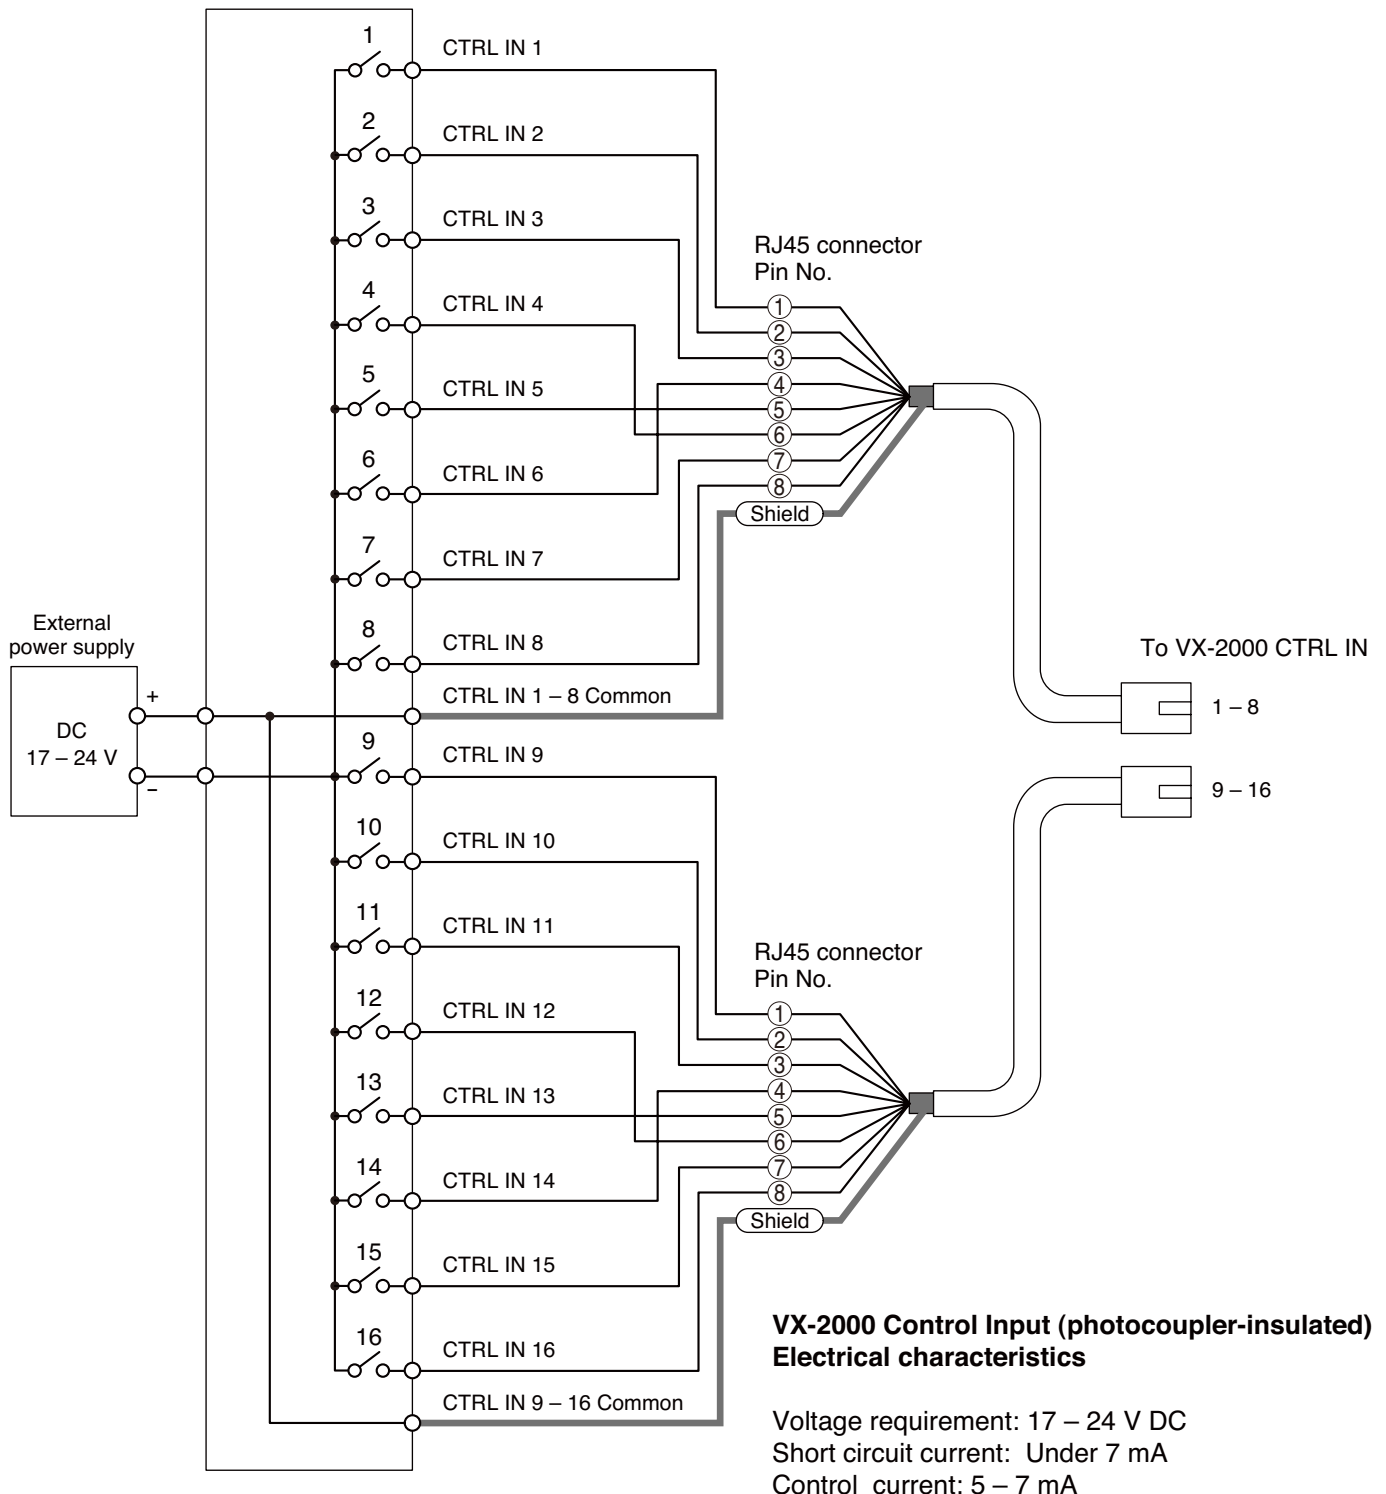 1
CTRL IN 1
2
CTRL IN 2
3
CTRL IN 3
4
CTRL IN 4
5
CTRL IN 5
6
CTRL IN 6
7
CTRL IN 7
8
CTRL IN 8
CTRL IN 1 – 8 Common
RJ45 connector
Pin No.
1
2
3
4
5
6
7
8
Shield
External
power supply
DC
17 – 24 V
+
–
To VX-2000 CTRL IN
1 – 8
9 – 16
9
CTRL IN 9
10
CTRL IN 10
11
CTRL IN 11
12
CTRL IN 12
13
CTRL IN 13
14
CTRL IN 14
15
CTRL IN 15
16
CTRL IN 16
CTRL IN 9 – 16 Common
RJ45 connector
Pin No.
1
2
3
4
5
6
7
8
Shield
VX-2000 Control Input (photocoupler-insulated)
Electrical characteristics
Voltage requirement: 17 – 24 V DC
Short circuit current: Under 7 mA
Control current: 5 – 7 mA